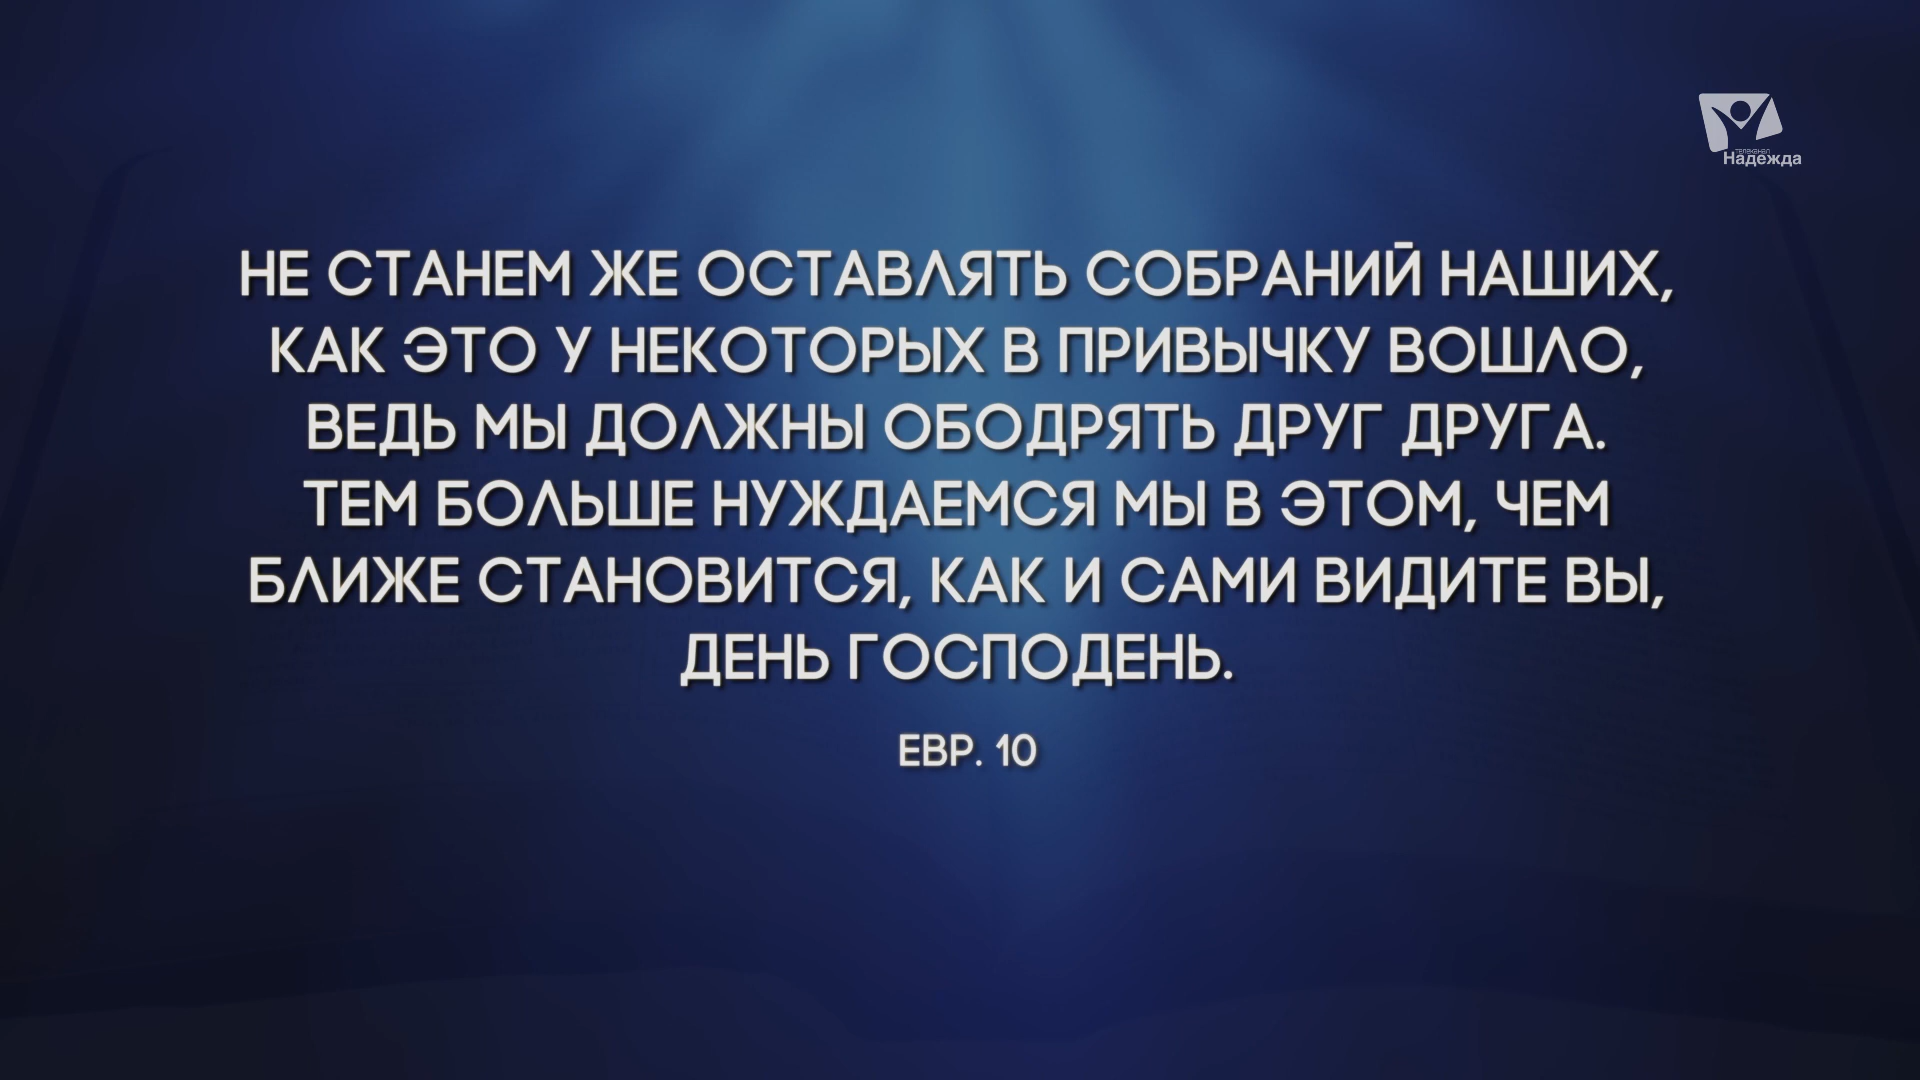 ТЕЛЕКАНАЛ
Надежда
НЕ СТАНЕМ ЖЕ ОСТАВЛЯТЬ СОБРАНИЙ НАШИХ,
КАК ЭТО У НЕКОТОРЫХ В ПРИВЫЧКУ ВОШЛО,
ВЕДЬ МЫ ДОЛЖНЫ ОБОДРЯТЬ ДРУГ ДРУГА.
ТЕМ БОЛЬШЕ НУЖДАЕМСЯ МЫ В ЭТОМ, ЧЕМ
БЛИЖЕ СТАНОВИТСЯ, КАК И САМИ ВИДИТЕ ВЫ,
ДЕНЬ ГОСПОДЕНЬ.
ЕВР. 10